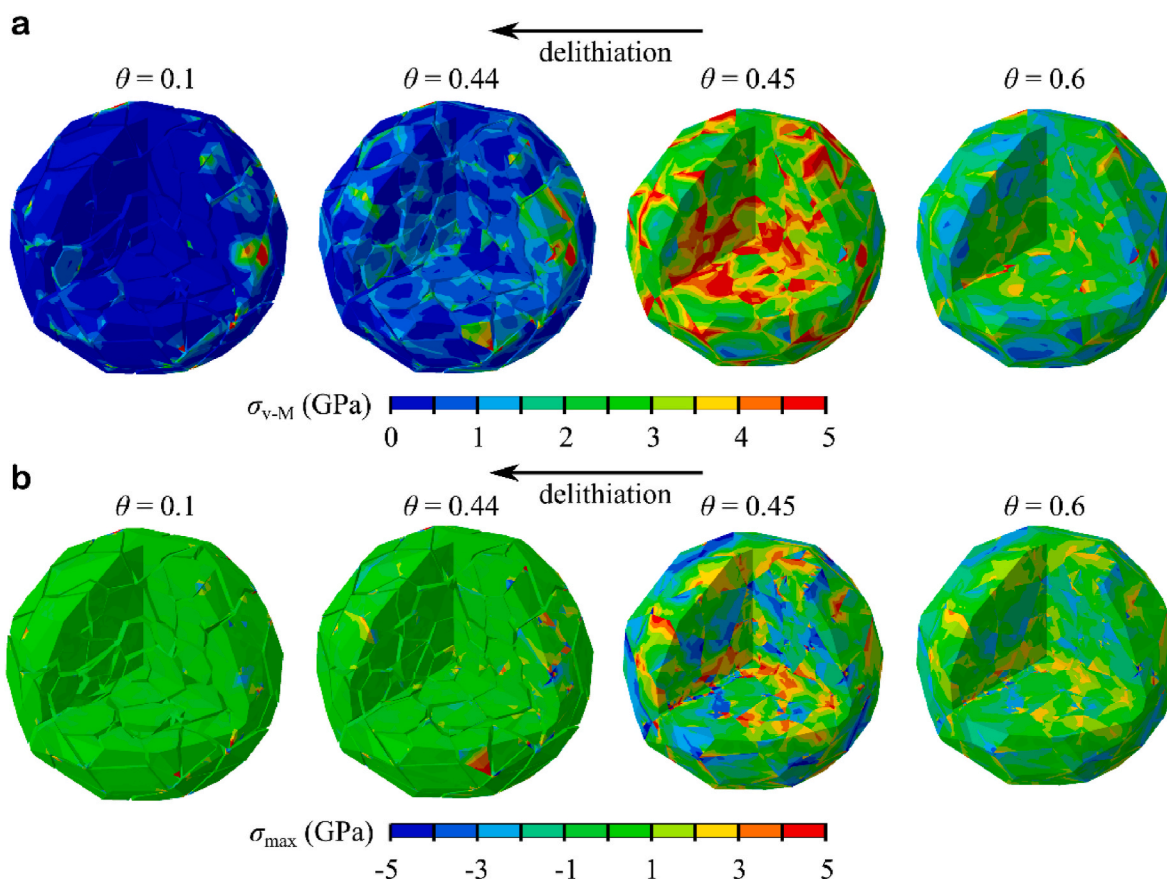 a
delithiation
θ = 0.1 θ = 0.44 θ = 0.45 θ = 0.6
σv-M (GPa)
0 1 2 3 4 5
b
delithiation
θ = 0.1 θ = 0.44 θ = 0.45 θ = 0.6
σmax (GPa)
-5 -3 -1 1 3 5